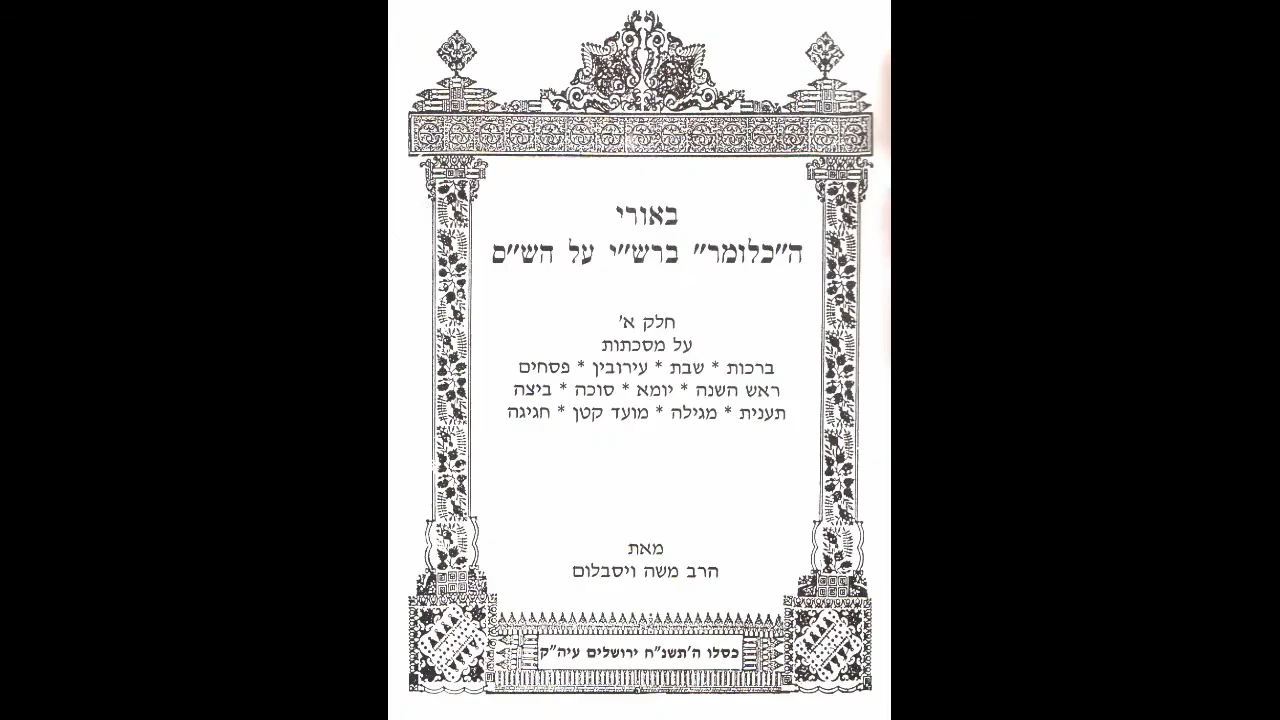 באורי
ה"כלומר" ברש"י על הש"ס
חלק א'
על מסכתות
ברכות * שבת * עירובין * פסחים
ראש השנה * יומא * סוכה * ביצה
תענית * מגילה * מועד קטן * חגיגה
מאת
הרב משה ויסבלום
כסלו ה'תשנ"ח ירושלים עיה"ק